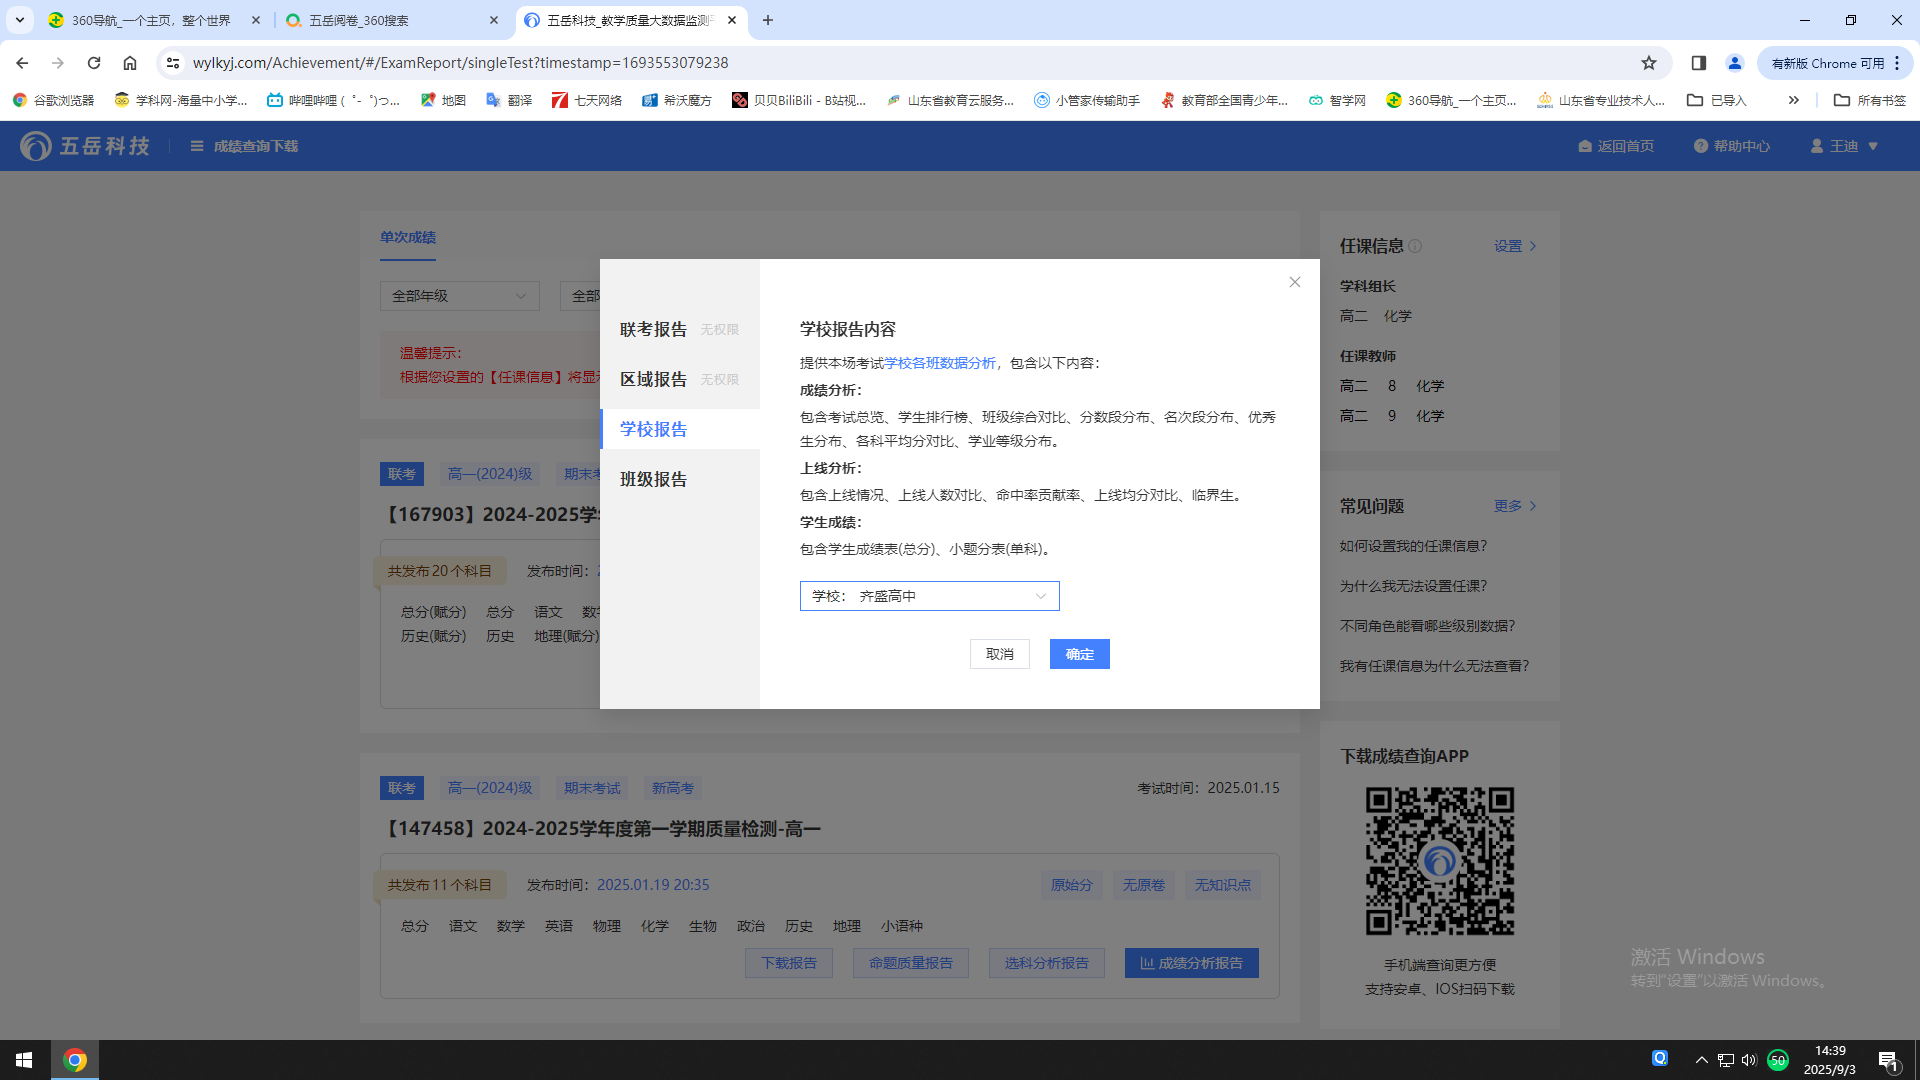 360导航_一个主页，整个世界
五岳阅卷_360搜索
五岳科技_教学质量大数据监测
wylkyj.com/Achievement/#/ExamReport/singleTest?timestamp=1693553079238
有新版 Chrome 可用
谷歌浏览器
学科网-海量中小学...
哔哩哔哩 ( ゜- ゜)つ...
地图
翻译
七天网络
希沃魔方
贝贝BiliBili - B站视...
山东省教育云服务...
小管家传输助手
教育部全国青少年...
智学网
360导航_一个主页...
山东省专业技术人...
已导入
»
所有书签
五岳科技
成绩查询下载
返回首页
帮助中心
王迪
单次成绩
全部年级
全部
温馨提示：
根据您设置的【任课信息】将显示
联考
高一(2024)级
期末考
【167903】2024-2025学年
共发布20个科目
发布时间：
总分(赋分)
总分
语文
数学
历史(赋分)
历史
地理(赋分)
联考报告
无权限
区域报告
无权限
学校报告
班级报告
学校报告内容
提供本场考试学校各班数据分析，包含以下内容：
成绩分析：
包含考试总览、学生排行榜、班级综合对比、分数段分布、名次段分布、优秀
生分布、各科平均分对比、学业等级分布。
上线分析：
包含上线情况、上线人数对比、命中率贡献率、上线均分对比、临界生。
学生成绩：
包含学生成绩表(总分)、小题分表(单科)。
学校：
齐盛高中
取消
确定
联考
高一(2024)级
期末考试
新高考
考试时间：2025.01.15
【147458】2024-2025学年度第一学期质量检测-高一
共发布11个科目
发布时间：2025.01.19 20:35
原始分
无原卷
无知识点
总分
语文
数学
英语
物理
化学
生物
政治
历史
地理
小语种
下载报告
命题质量报告
选科分析报告
成绩分析报告
任课信息
设置
学科组长
高二 化学
任课教师
高二 8 化学
高二 9 化学
常见问题
更多
如何设置我的任课信息?
为什么我无法设置任课?
不同角色能看哪些级别数据?
我有任课信息为什么无法查看?
下载成绩查询APP
手机端查询更方便
支持安卓、IOS扫码下载
激活 Windows
转到"设置"以激活 Windows。
50
14:39
2025/9/3
1